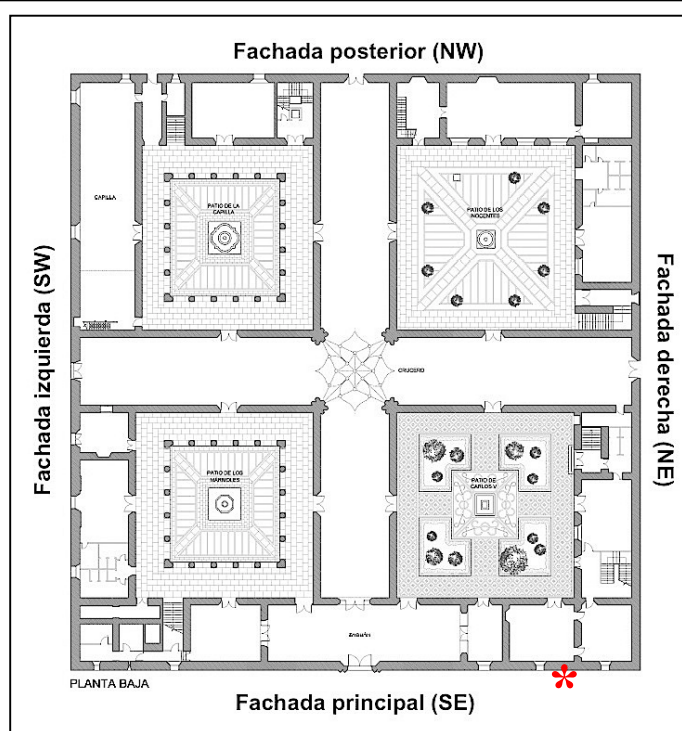 Fachada posterior (NW)
CAPILLA
PATIO DE LA
CAPILLA
PATIO DE LOS
INOCENTES
Fachada izquierda (SW)
Fachada derecha (NE)
CRUCERO
PATIO DE LOS
MÁRMOLES
PATIO DE
CARLOS V
ZAGUÁN
PLANTA BAJA
Fachada principal (SE)